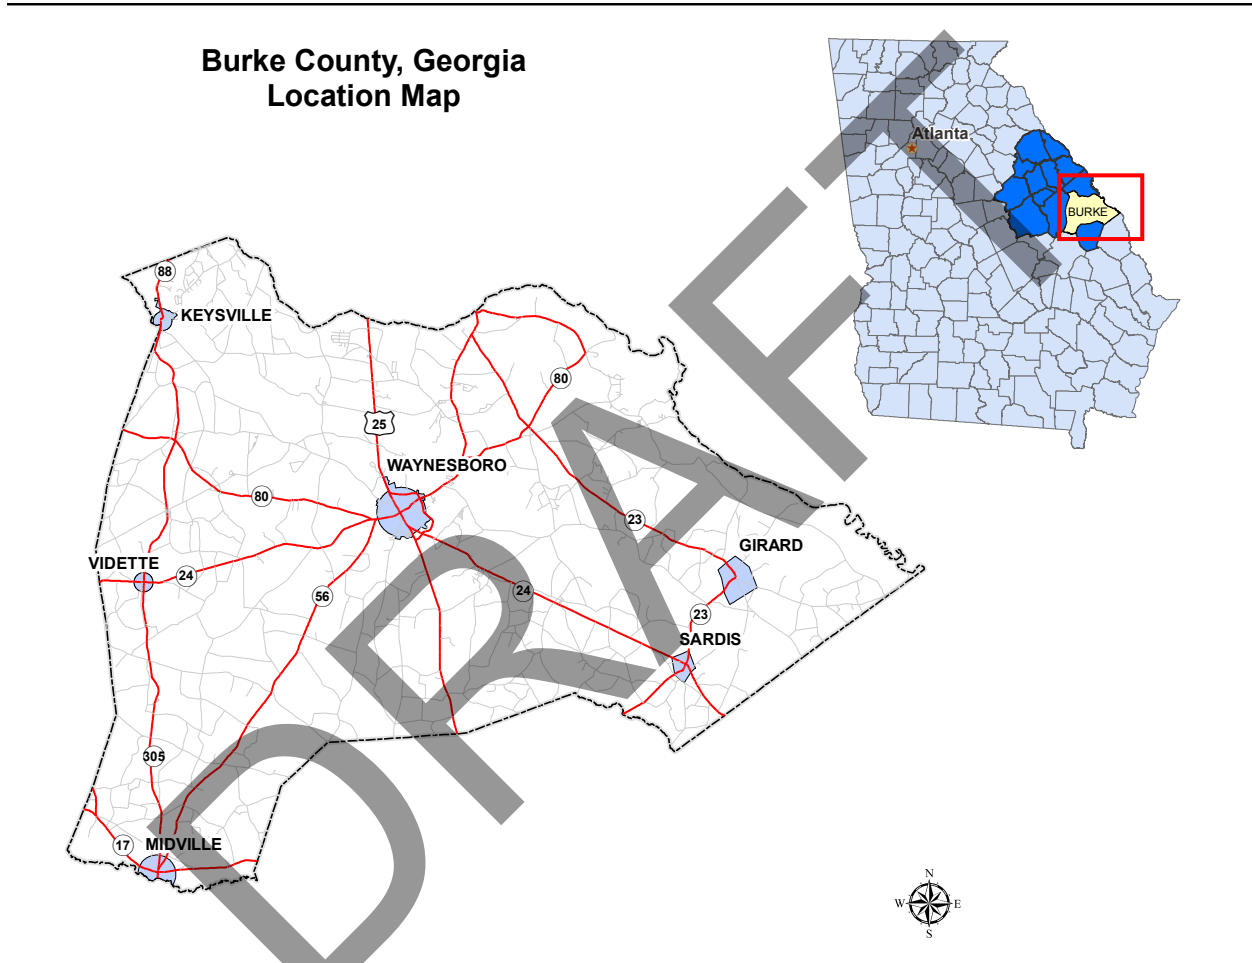 Burke County, Georgia
Location Map
Atlanta
BURKE
88
KEYSVILLE
80
25
WAYNESBORO
80
23
GIRARD
VIDETTE
24
56
24
23
SARDIS
305
17
MIDVILLE
N
W
E
S
DRAFT